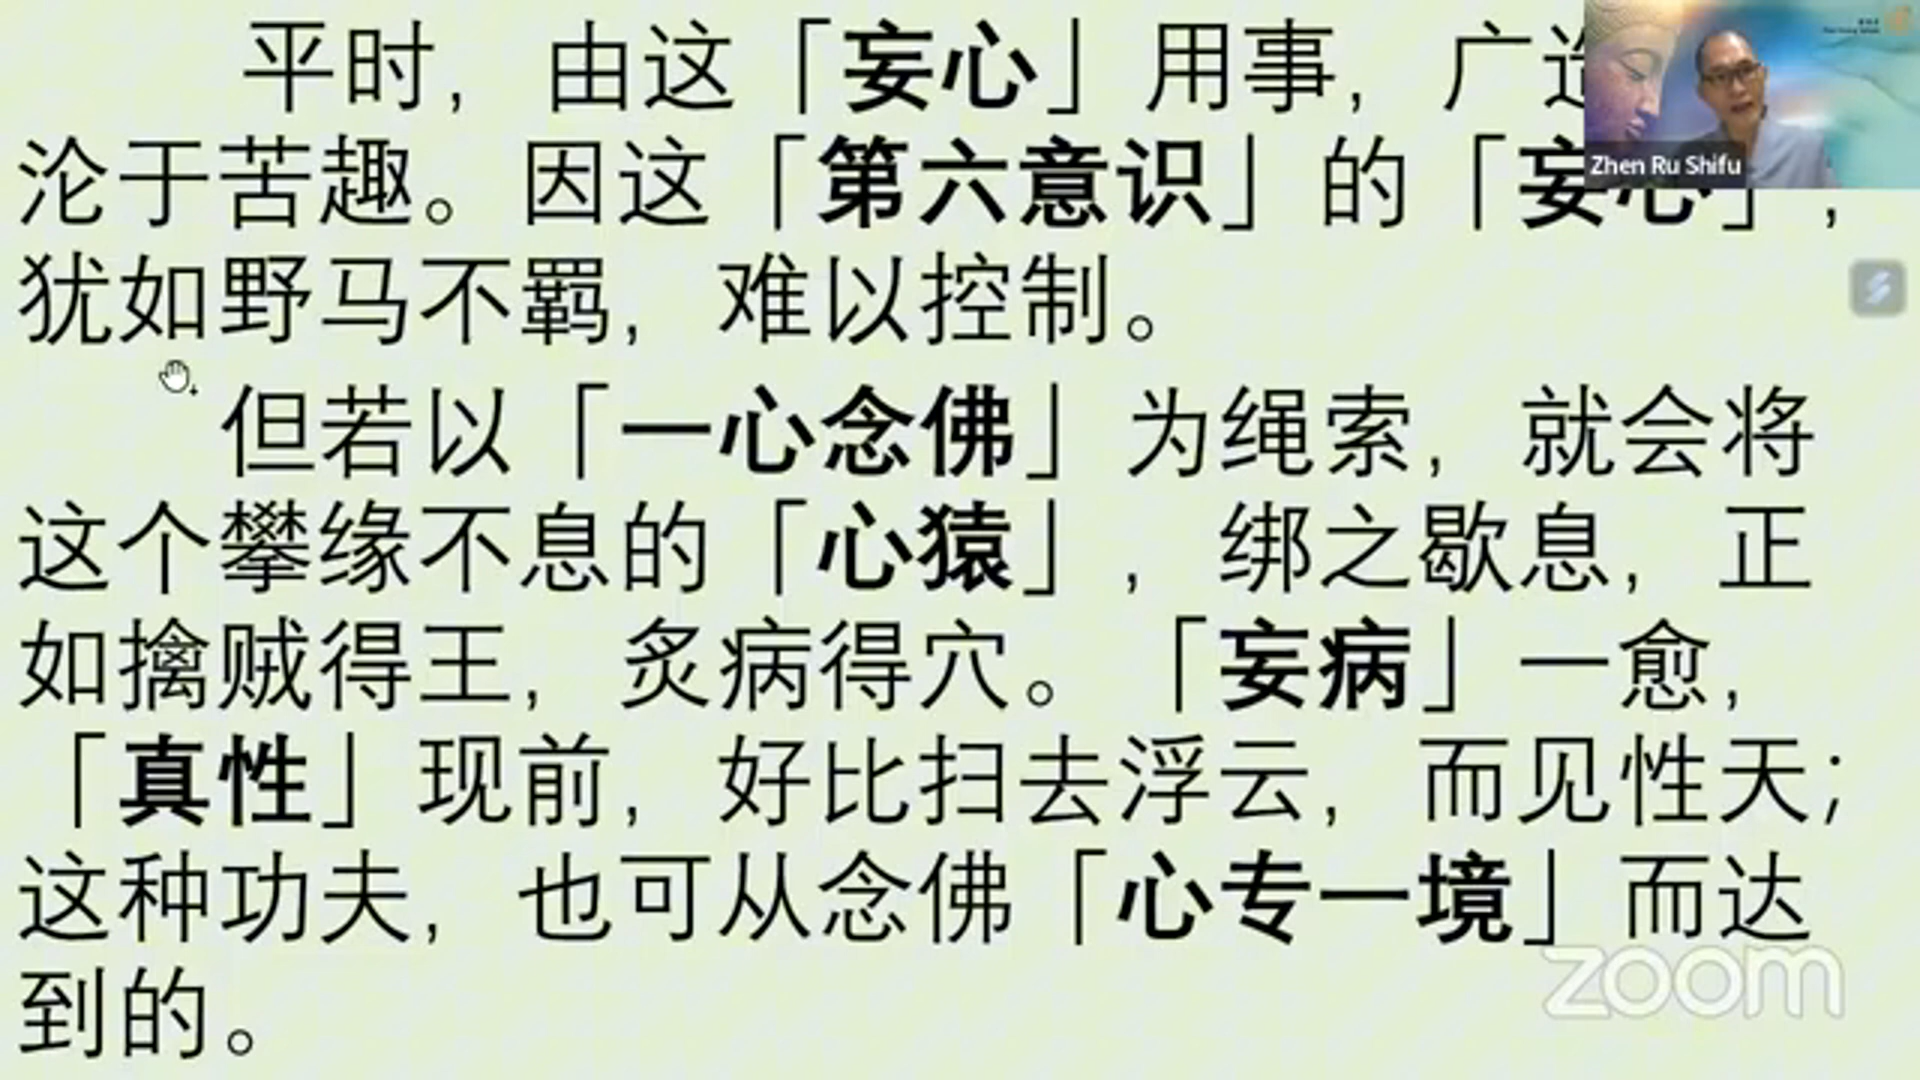 平时，由这「妄心」用事，广造
沦于苦趣。因这「第六意识」的「妄心」，
犹如野马不羁，难以控制。
但若以「一心念佛」为绳索，就会将
这个攀缘不息的「心猿」，绑之歇息，正
如擒贼得王，炙病得穴。「妄病」一愈，
「真性」现前，好比扫去浮云，而见性天；
这种功夫，也可从念佛「心专一境」而达
到的。
Zhen Ru Shifu
zoom